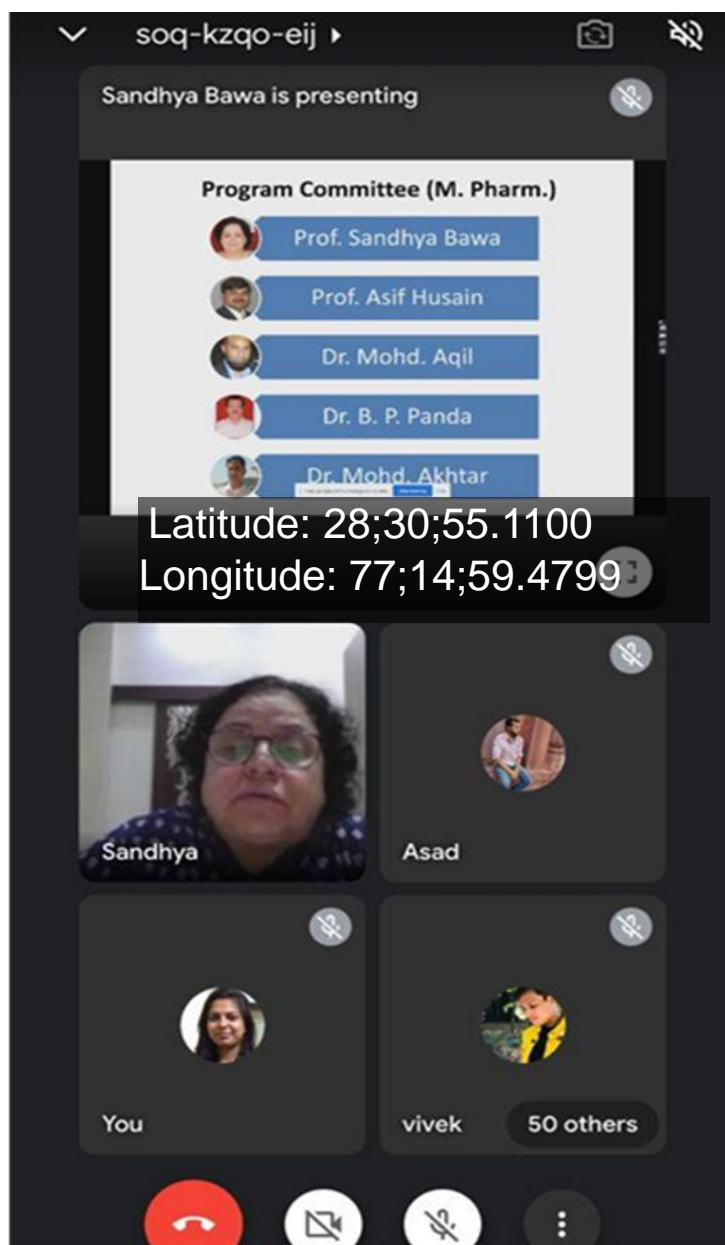 soq-kzqo-eij
Sandhya Bawa is presenting
Program Committee (M. Pharm.)
Prof. Sandhya Bawa
Prof. Asif Husain
Dr. Mohd. Aqil
Dr. B. P. Panda
Dr. Mohd. Akhtar
Latitude: 28;30;55.1100
Longitude: 77;14;59.4799
Sandhya
Asad
You
vivek
50 others